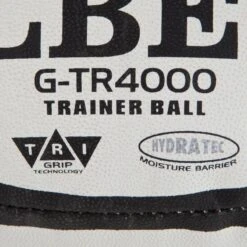 LBE
G-TR4000
TRAINER BALL
TRI
GRIP
TECHNOLOGY
HYDRATEC
MOISTURE BARRIER